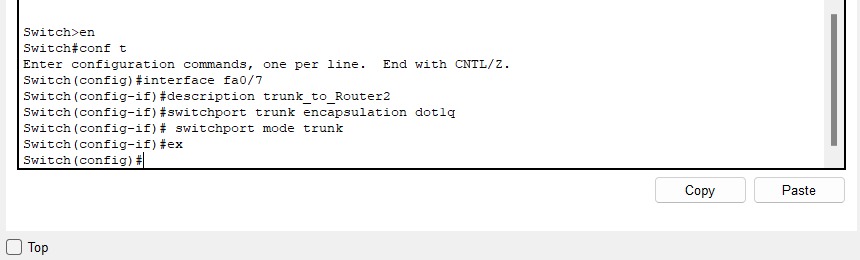 Switch>en
Switch#conf t
Enter configuration commands, one per line.  End with CNTL/Z.
Switch(config)#interface fa0/7
Switch(config-if)#description trunk_to_Router2
Switch(config-if)#switchport trunk encapsulation dot1q
Switch(config-if)# switchport mode trunk
Switch(config-if)#ex
Switch(config)#
Copy Paste
Top